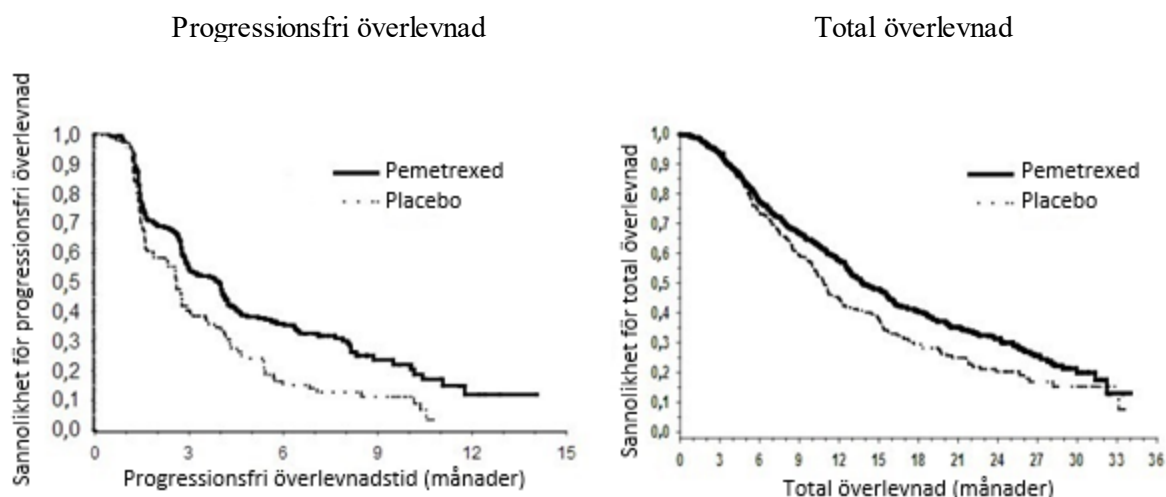 Progressionsfri överlevnad
Sannolikhet för progressionsfri överlevnad
1,0
0,9
0,8
0,7
0,6
0,5
0,4
0,3
0,2
0,1
0,0
Pemetrexed
Placebo
0 3 6 9 12 15
Progressionsfri överlevnadstid (månader)
Total överlevnad
Sannolikhet för total överlevnad
1,0
0,9
0,8
0,7
0,6
0,5
0,4
0,3
0,2
0,1
0,0
Pemetrexed
Placebo
0 3 6 9 12 15 18 21 24 27 30 33 36
Total överlevnad (månader)